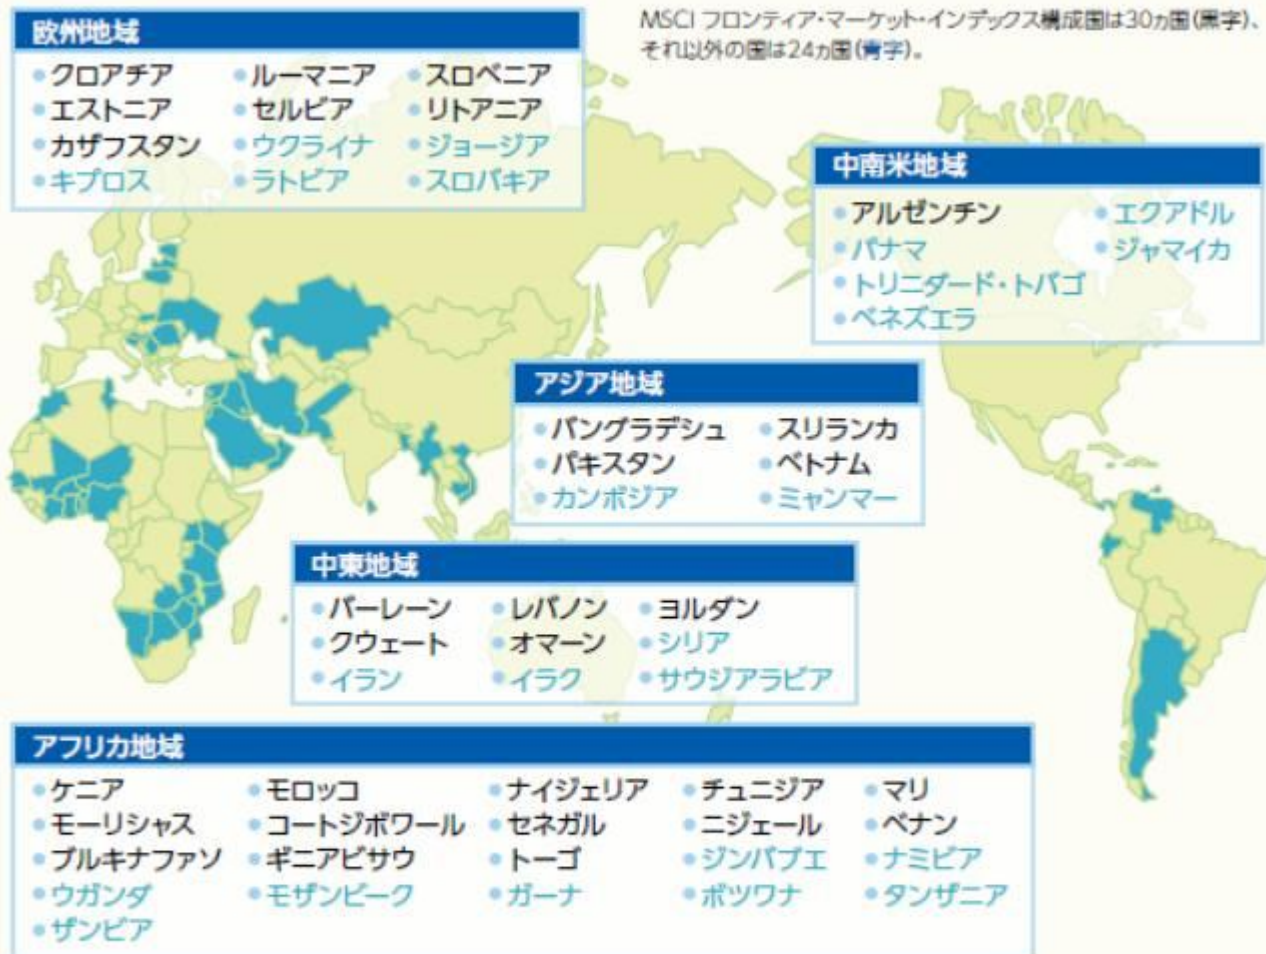 MSCI フロンティア・マーケット・インデックス構成国は30ヵ国(黒字)、
それ以外の国は24ヵ国(青字)。
欧州地域
•クロアチア •ルーマニア •スロベニア
•エストニア •セルビア •リトアニア
•カザフスタン •ウクライナ •ジョージア
•キプロス •ラトビア •スロバキア
中南米地域
•アルゼンチン •エクアドル
•パナマ •ジャマイカ
•トリニダード・トバゴ
•ベネズエラ
アジア地域
•バングラデシュ •スリランカ
•パキスタン •ベトナム
•カンボジア •ミャンマー
中東地域
•バーレーン •レバノン •ヨルダン
•クウェート •オマーン •シリア
•イラン •イラク •サウジアラビア
アフリカ地域
•ケニア •モロッコ •ナイジェリア •チュニジア •マリ
•モーリシャス •コートジボワール •セネガル •ニジェール •ベナン
•ブルキナファソ •ギニアビサウ •トーゴ •ジンバブエ •ナミビア
•ウガンダ •モザンビーク •ガーナ •ボツワナ •タンザニア
•ザンビア